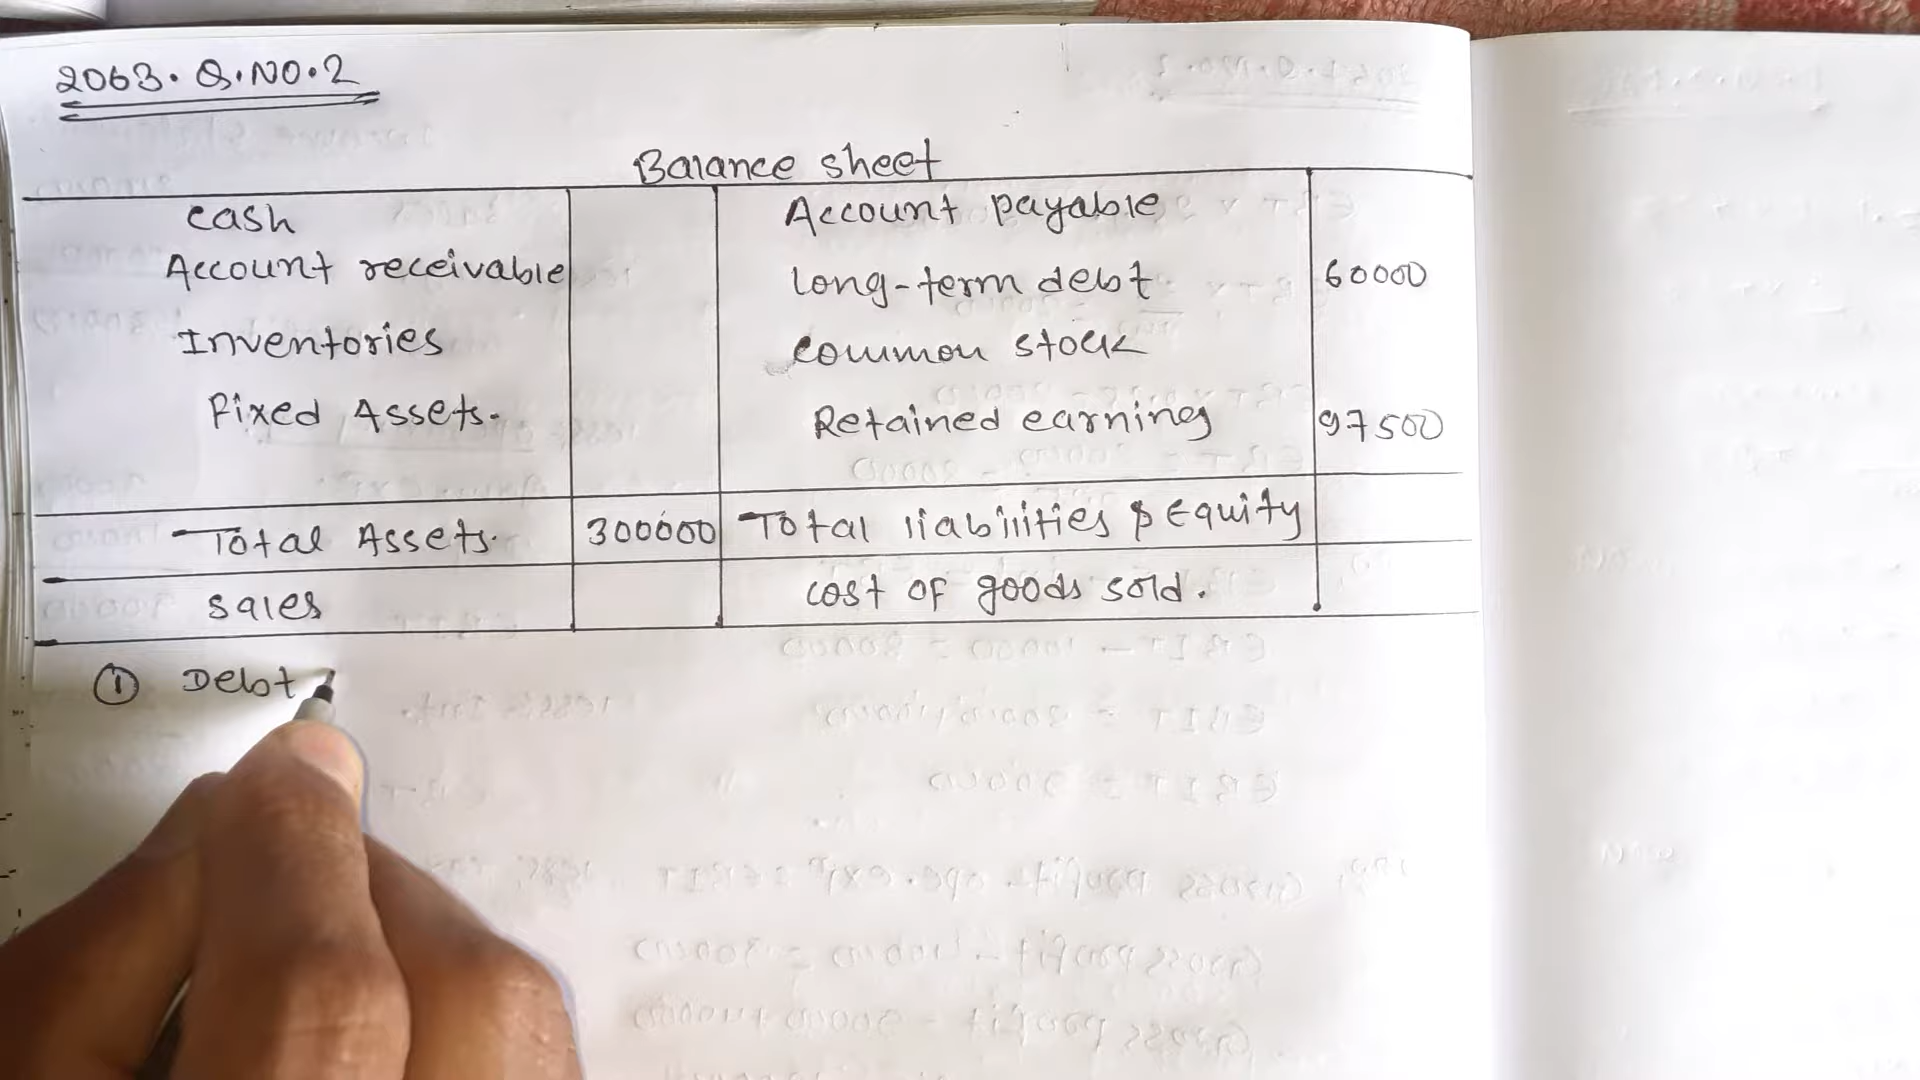 2063. Q.NO.2
Balance sheet
cash Account payable
Account receivable long-term debt 60000
Inventories common stock
Fixed Assets. Retained earning 97500
Total Assets. 300000 Total liabilities & Equity
sales cost of goods sold.
① Debt